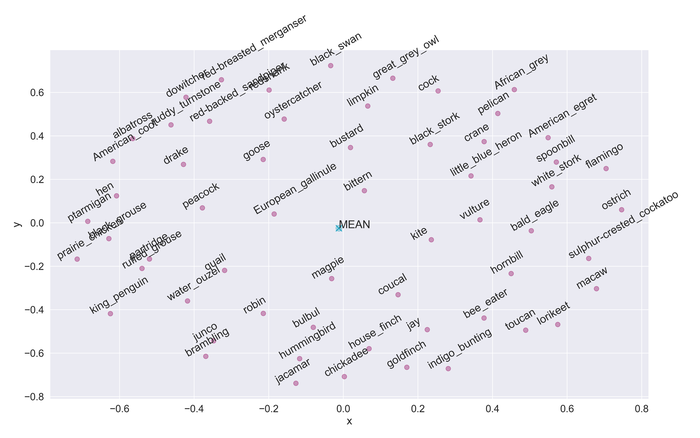 red-breasted_merganser
black_swan
dowitcher
great_grey_owl
redshank
African_grey
cock
red-backed_sandpiper
ruddy_turnstone
limpkin
oystercatcher
pelican
albatross
American_coot
American_egret
black_stork
crane
bustard
drake
goose
spoonbill
little_blue_heron
flamingo
white_stork
hen
European_gallinule
bittern
peacock
ptarmigan
ostrich
vulture
MEAN
bald_eagle
kite
black_grouse
prairie_chicken
partridge
ruffed_grouse
sulphur-crested_cockatoo
quail
hornbill
magpie
macaw
water_ouzel
coucal
king_penguin
robin
bee_eater
bulbul
lorikeet
jay
toucan
junco
brambling
house_finch
hummingbird
goldfinch
indigo_bunting
chickadee
jacamar
0.6
0.4
0.2
0.0
−0.2
−0.4
−0.6
−0.8
y
−0.6
−0.4
−0.2
0.0
0.2
0.4
0.6
0.8
x